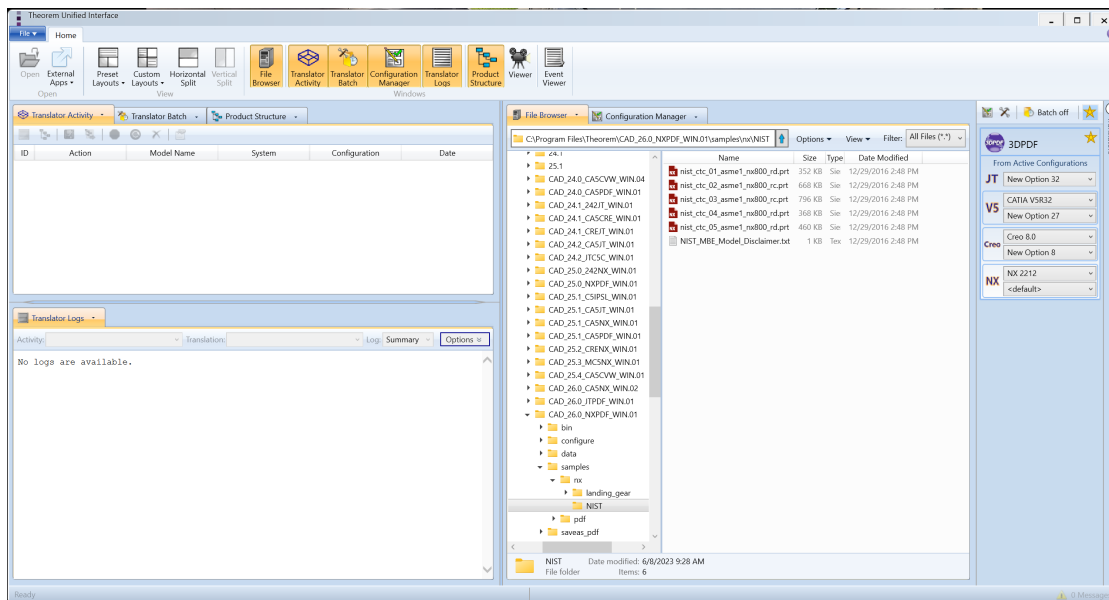 Theorem Unified Interface
File
Home
Open
External Apps
Preset Layouts
Custom Layouts
Horizontal Split
Vertical Split
File Browser
Translator Activity
Translator Batch
Configuration Manager
Translator Logs
Product Structure
Viewer
Event Viewer
Open
View
Windows
Translator Activity
Translator Batch
Product Structure
ID Action Model Name System Configuration Date
Translator Logs
Activity: Translation: Log: Summary Options
No logs are available.
File Browser
Configuration Manager
C:\Program Files\Theorem\CAD_26.0_NXPDF_WIN.01\samples\nx\NIST Options View Filter: All Files (*.*)
24.1
25.1
CAD_24.0_CA5CVW_WIN.04
CAD_24.0_CA5PDF_WIN.01
CAD_24.1_242JT_WIN.01
CAD_24.1_CA5CRE_WIN.01
CAD_24.1_CREJT_WIN.01
CAD_24.2_CA5JT_WIN.01
CAD_24.2_JTC5C_WIN.01
CAD_25.0_242NX_WIN.01
CAD_25.0_NXPDF_WIN.01
CAD_25.1_C5IPSL_WIN.01
CAD_25.1_CA5JT_WIN.01
CAD_25.1_CA5NX_WIN.01
CAD_25.1_CA5PDF_WIN.01
CAD_25.2_CRENX_WIN.01
CAD_25.3_MC5NX_WIN.01
CAD_25.4_CA5CVW_WIN.01
CAD_26.0_CA5NX_WIN.02
CAD_26.0_JTPDF_WIN.01
CAD_26.0_NXPDF_WIN.01
bin
configure
data
samples
nx
landing_gear
NIST
pdf
saveas_pdf
Name Size Type Date Modified
nist_ctc_01_asme1_nx800_rd.prt 352 KB Sie 12/29/2016 2:48 PM
nist_ctc_02_asme1_nx800_rc.prt 668 KB Sie 12/29/2016 2:48 PM
nist_ctc_03_asme1_nx800_rc.prt 796 KB Sie 12/29/2016 2:48 PM
nist_ctc_04_asme1_nx800_rd.prt 368 KB Sie 12/29/2016 2:48 PM
nist_ctc_05_asme1_nx800_rd.prt 460 KB Sie 12/29/2016 2:48 PM
NIST_MBE_Model_Disclaimer.txt 1 KB Tex 12/29/2016 2:48 PM
NIST Date modified: 6/8/2023 9:28 AM
File folder Items: 6
Batch off
3DPDF 3DPDF
From Active Configurations
JT New Option 32
V5 CATIA V5R32
New Option 27
Creo Creo 8.0
New Option 8
NX NX 2212
<default>
Ready
0 Message